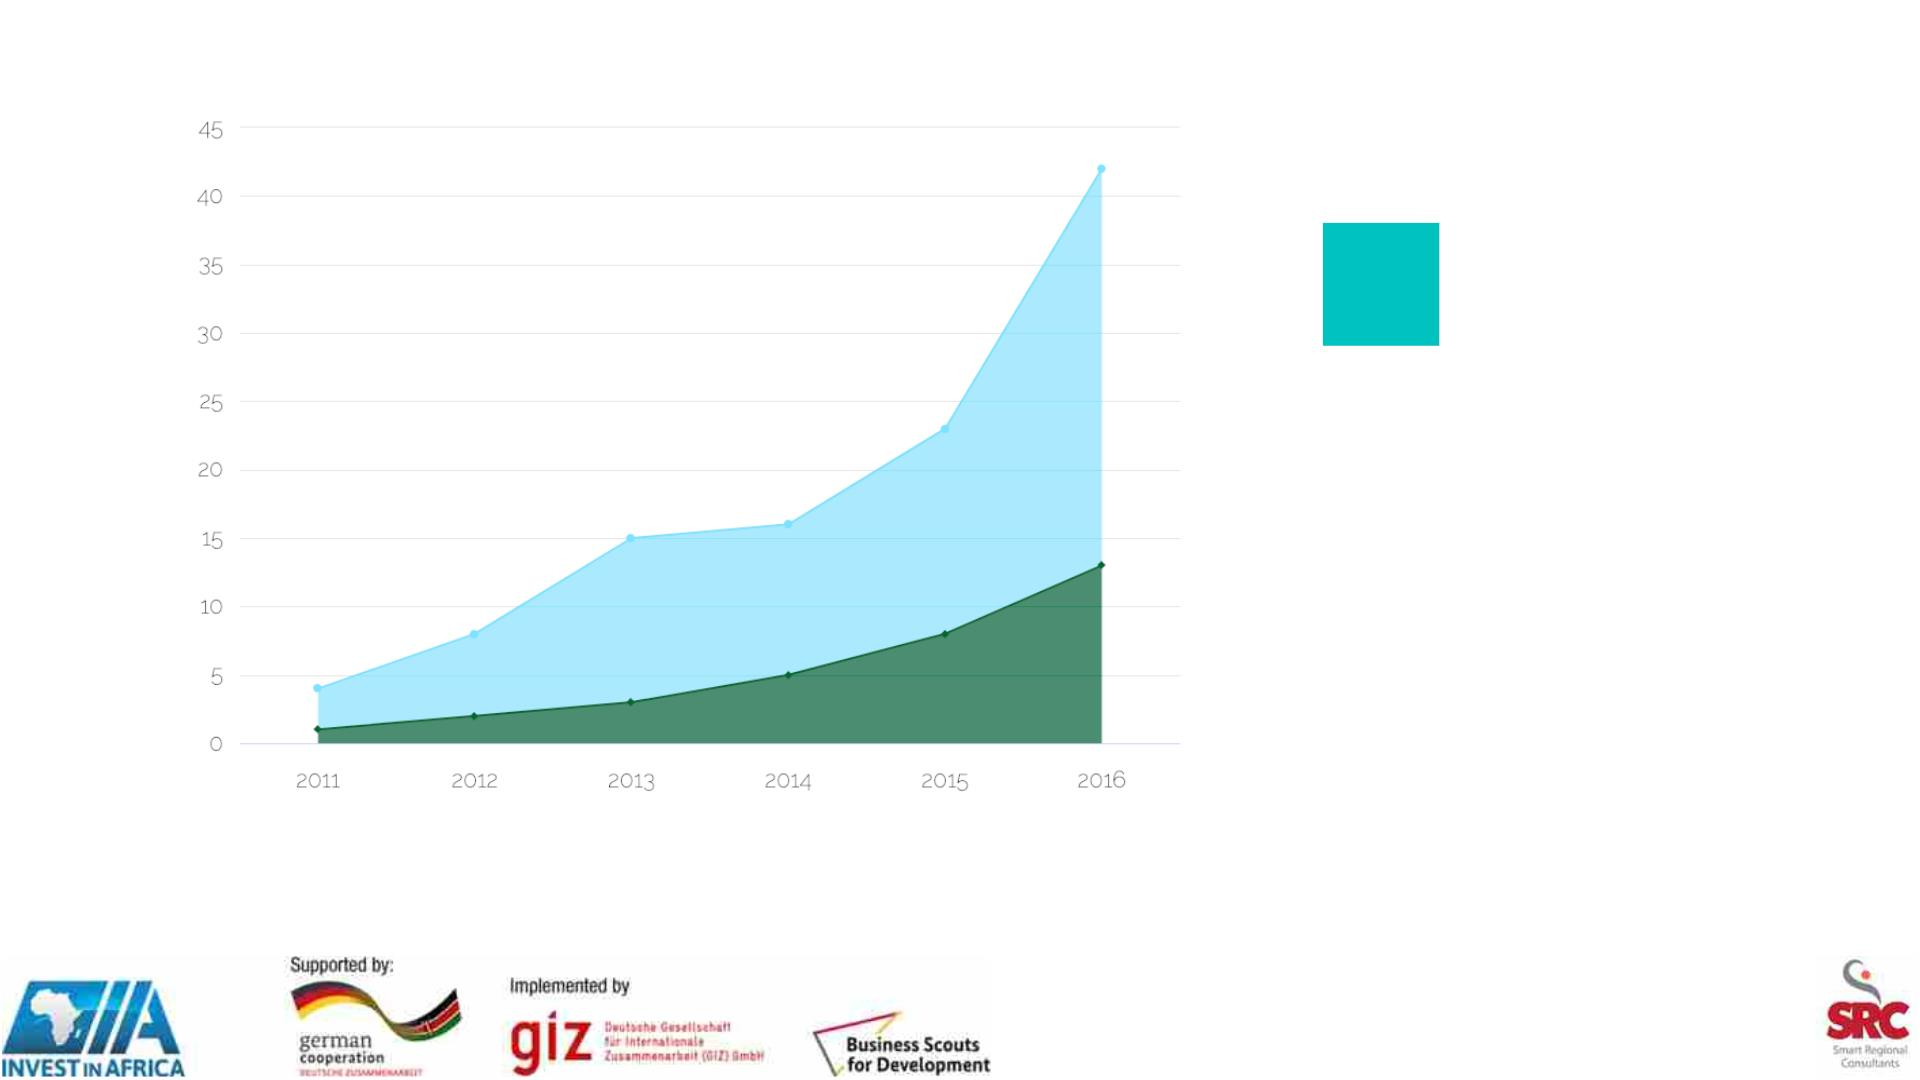 45
40
35
30
25
20
15
10
5
0
2011 2012 2013 2014 2015 2016
Supported by:
german
cooperation
DEUTSCHE ZUSAMMENARBEIT
Implemented by
giz
Deutsche Gesellschaft
für Internationale
Zusammenarbeit (GIZ) GmbH
Business Scouts
for Development
INVEST IN AFRICA
SRC
Smart Regional
Consultants